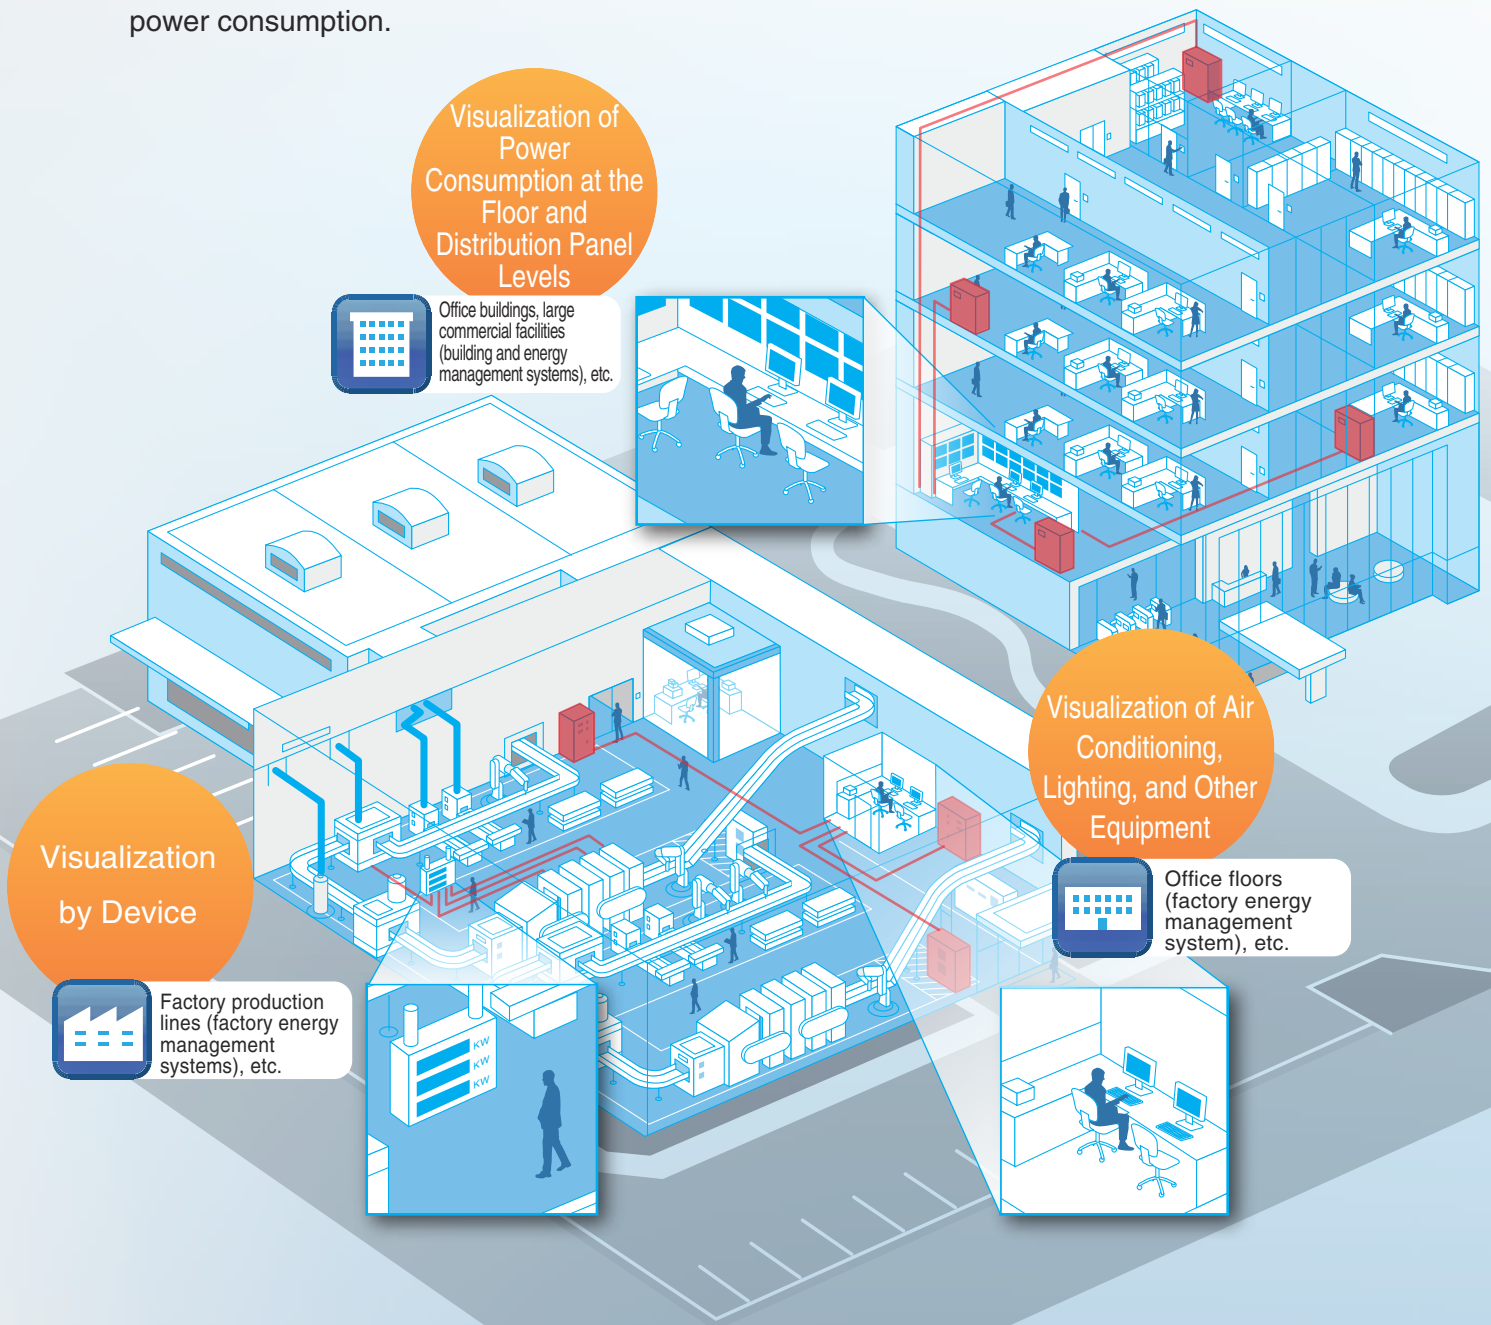 power consumption.
Visualization of
Power
Consumption at the
Floor and
Distribution Panel
Levels
Office buildings, large
commercial facilities
(building and energy
management systems), etc.
Visualization of Air
Conditioning,
Lighting, and Other
Equipment
Office floors
(factory energy
management
system), etc.
Visualization
by Device
Factory production
lines (factory energy
management
systems), etc.
KW
KW
KW